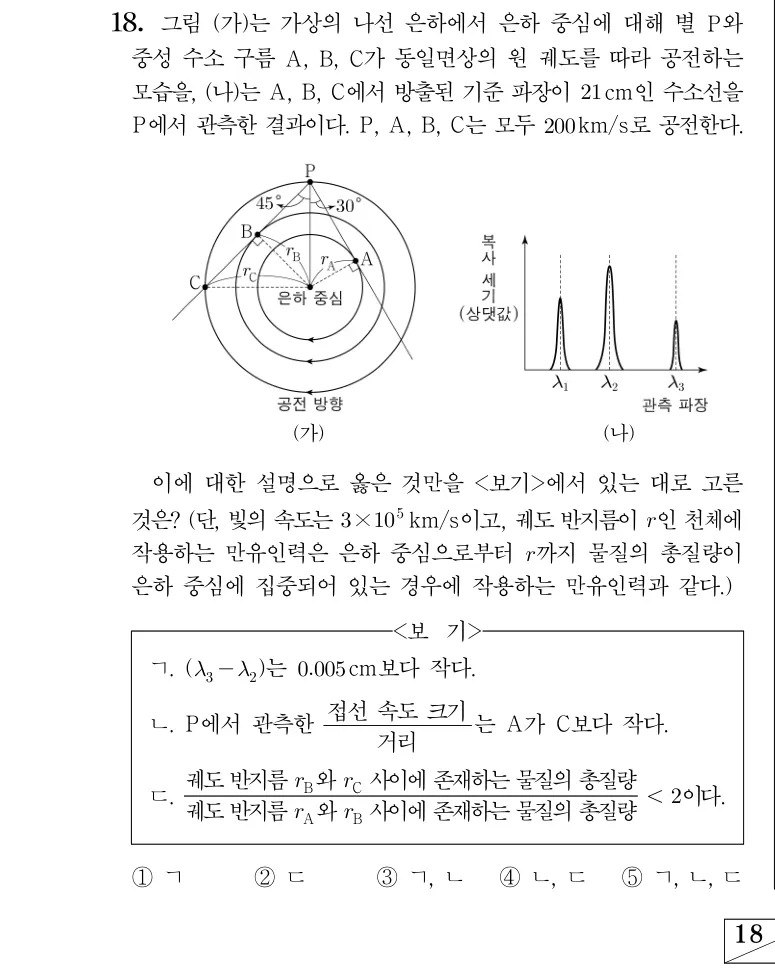 18. 그림 (가)는 가상의 나선 은하에서 은하 중심에 대해 별 P와
중성 수소 구름 A, B, C가 동일면상의 원 궤도를 따라 공전하는
모습을, (나)는 A, B, C에서 방출된 기준 파장이 21cm인 수소선을
P에서 관측한 결과이다. P, A, B, C는 모두 200km/s로 공전한다.
P
45°
30°
B
r_B
r_A
A
C
r_C
은하 중심
공전 방향
(가)
복사 세기
(상댓값)
λ₁ λ₂ λ₃
관측 파장
(나)
이에 대한 설명으로 옳은 것만을 <보기>에서 있는 대로 고른
것은? (단, 빛의 속도는 3×10⁵km/s이고, 궤도 반지름이 r인 천체에
작용하는 만유인력은 은하 중심으로부터 r까지 물질의 총질량이
은하 중심에 집중되어 있는 경우에 작용하는 만유인력과 같다.)
<보 기>
ㄱ. (λ₃-λ₂)는 0.005cm보다 작다.
ㄴ. P에서 관측한 접선 속도 크기/거리 는 A가 C보다 작다.
ㄷ. 궤도 반지름 r_B와 r_C 사이에 존재하는 물질의 총질량/궤도 반지름 r_A와 r_B 사이에 존재하는 물질의 총질량 < 2이다.
① ㄱ ② ㄷ ③ ㄱ, ㄴ ④ ㄴ, ㄷ ⑤ ㄱ, ㄴ, ㄷ
18